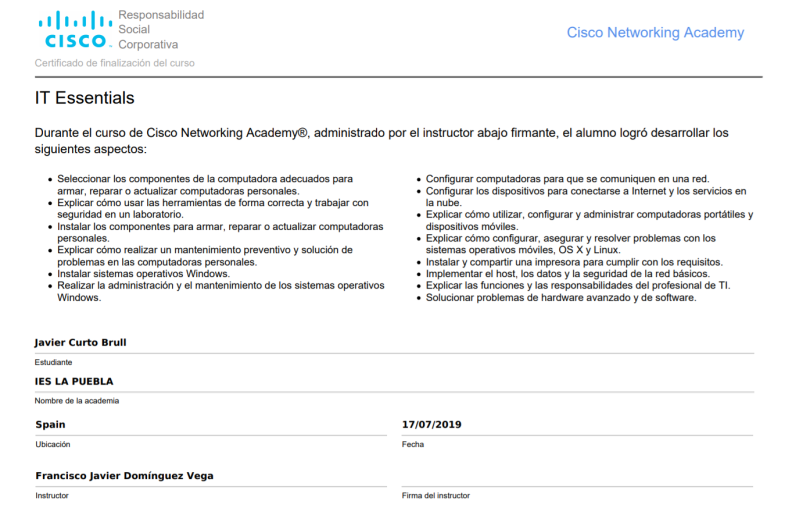 Responsabilidad
Social
Corporativa
CISCO.
Cisco Networking Academy
Certificado de finalización del curso
IT Essentials
Durante el curso de Cisco Networking Academy®, administrado por el instructor abajo firmante, el alumno logró desarrollar los
siguientes aspectos:
• Seleccionar los componentes de la computadora adecuados para
armar, reparar o actualizar computadoras personales.
• Explicar cómo usar las herramientas de forma correcta y trabajar con
seguridad en un laboratorio.
• Instalar los componentes para armar, reparar o actualizar computadoras
personales.
• Explicar cómo realizar un mantenimiento preventivo y solución de
problemas en las computadoras personales.
• Instalar sistemas operativos Windows.
• Realizar la administración y el mantenimiento de los sistemas operativos
Windows.
• Configurar computadoras para que se comuniquen en una red.
• Configurar los dispositivos para conectarse a Internet y los servicios en
la nube.
• Explicar cómo utilizar, configurar y administrar computadoras portátiles y
dispositivos móviles.
• Explicar cómo configurar, asegurar y resolver problemas con los
sistemas operativos móviles, OS X y Linux.
• Instalar y compartir una impresora para cumplir con los requisitos.
• Implementar el host, los datos y la seguridad de la red básicos.
• Explicar las funciones y las responsabilidades del profesional de TI.
• Solucionar problemas de hardware avanzado y de software.
Javier Curto Brull
Estudiante
IES LA PUEBLA
Nombre de la academia
Spain
Ubicación
17/07/2019
Fecha
Francisco Javier Domínguez Vega
Instructor
Firma del instructor